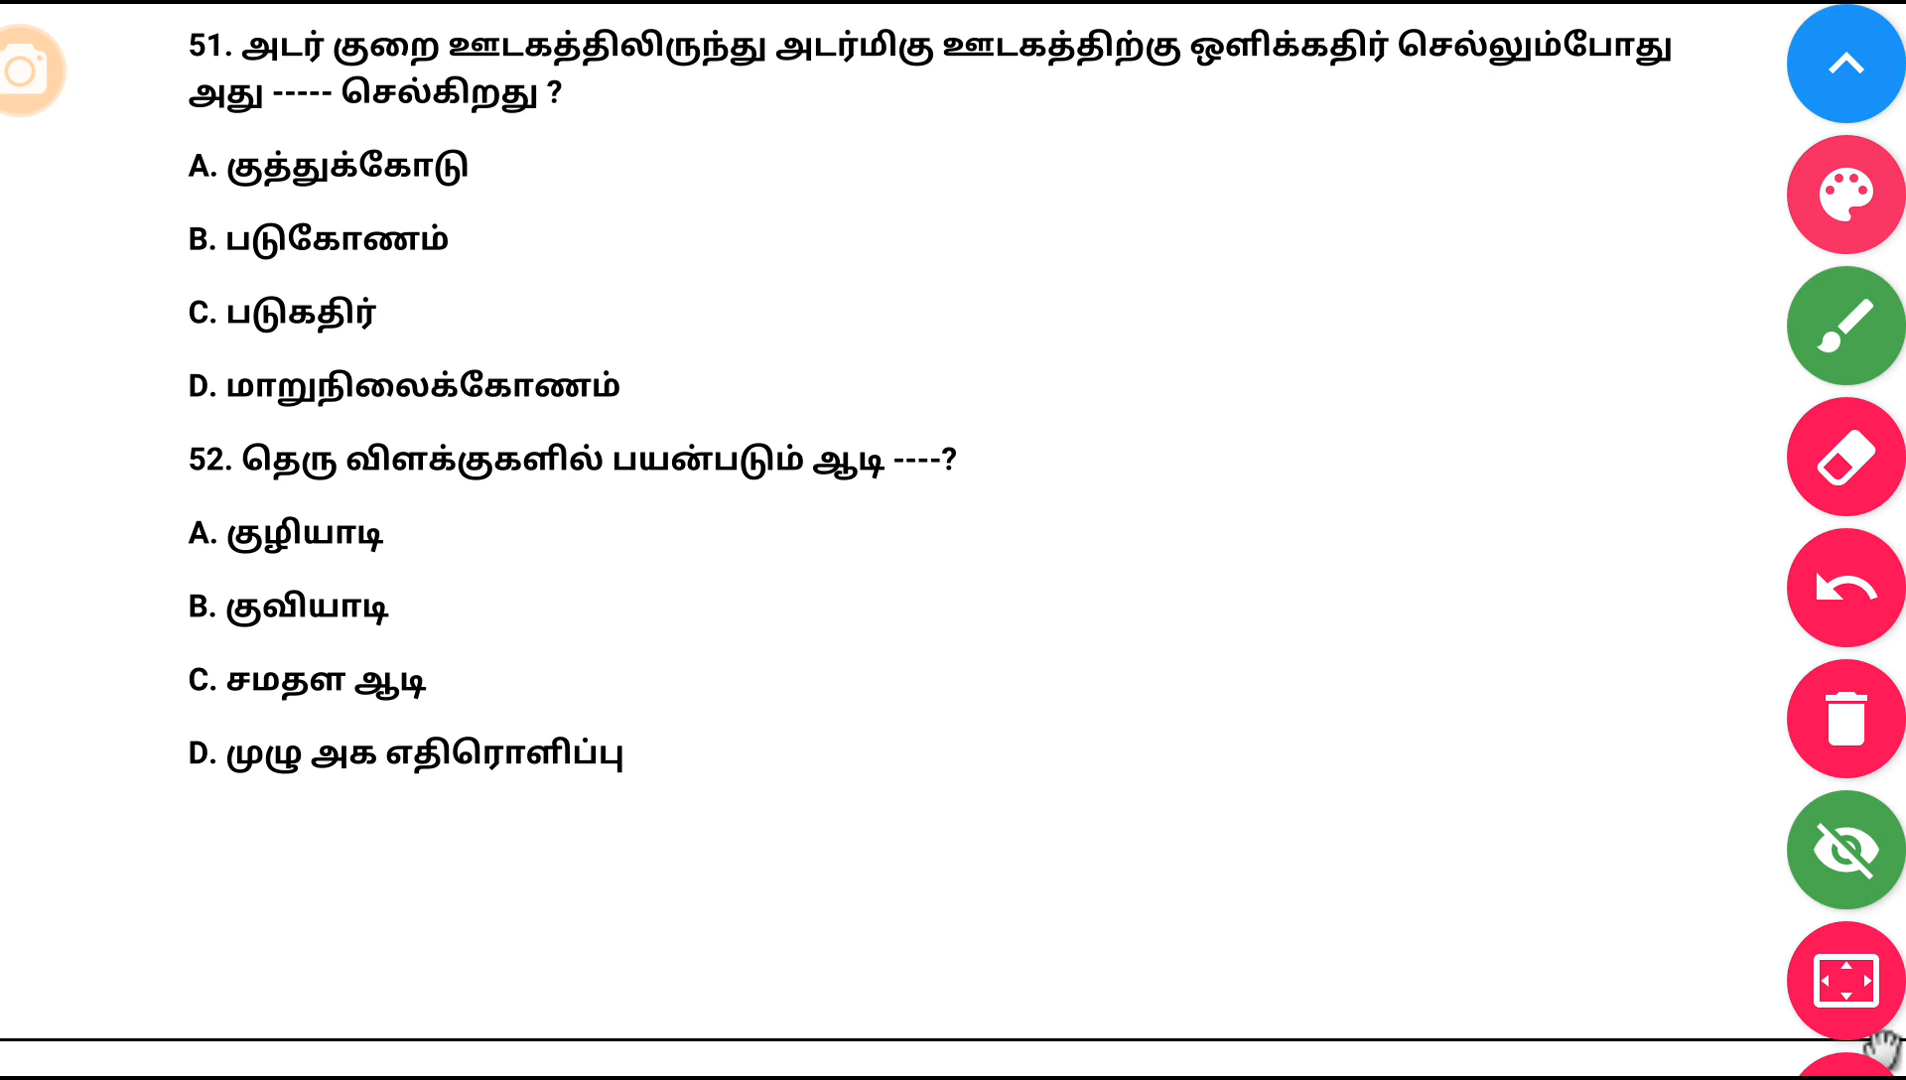 51. அடர் குறை ஊடகத்திலிருந்து அடர்மிகு ஊடகத்திற்கு ஒளிக்கதிர் செல்லும்போது
அது ----- செல்கிறது ?
A. குத்துக்கோடு
B. படுகோணம்
C. படுகதிர்
D. மாறுநிலைக்கோணம்
52. தெரு விளக்குகளில் பயன்படும் ஆடி ----?
A. குழியாடி
B. குவியாடி
C. சமதள ஆடி
D. முழு அக எதிரொளிப்பு